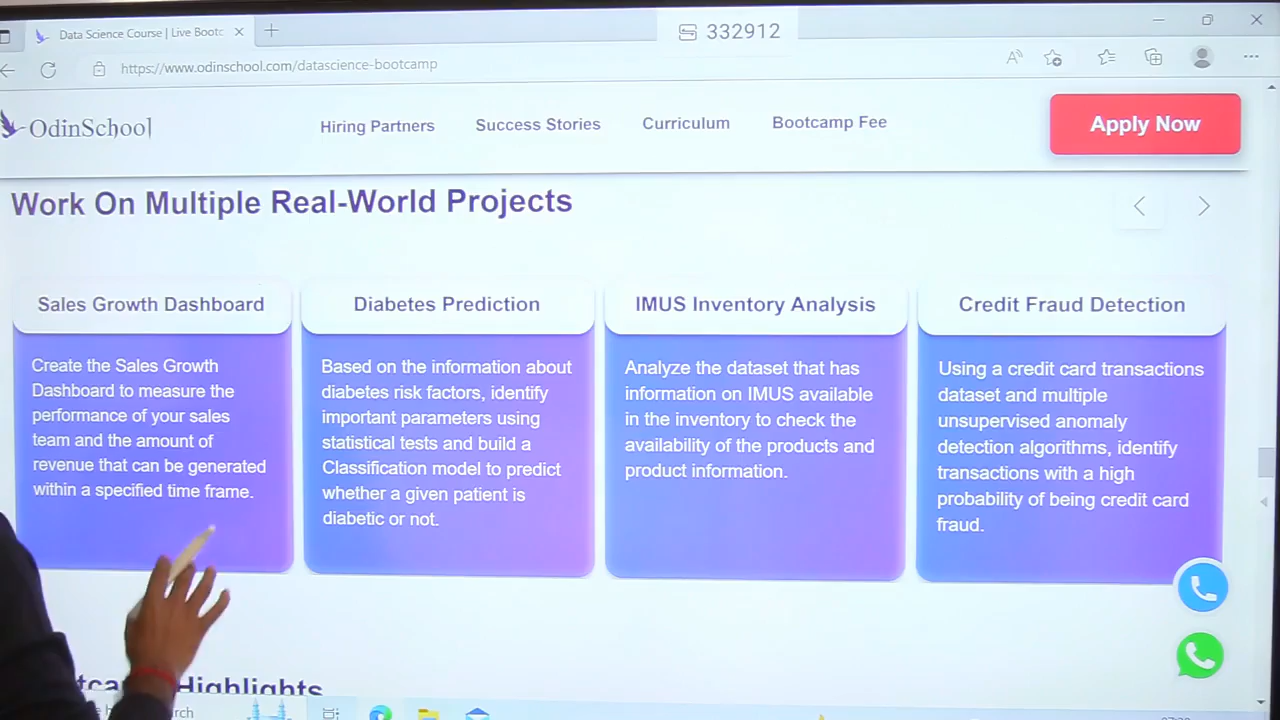 Data Science Course | Live Bootc
332912
https://www.odinschool.com/datascience-bootcamp
OdinSchool
Hiring Partners
Success Stories
Curriculum
Bootcamp Fee
Apply Now
Work On Multiple Real-World Projects
Sales Growth Dashboard
Create the Sales Growth
Dashboard to measure the
performance of your sales
team and the amount of
revenue that can be generated
within a specified time frame.
Diabetes Prediction
Based on the information about
diabetes risk factors, identify
important parameters using
statistical tests and build a
Classification model to predict
whether a given patient is
diabetic or not.
IMUS Inventory Analysis
Analyze the dataset that has
information on IMUS available
in the inventory to check the
availability of the products and
product information.
Credit Fraud Detection
Using a credit card transactions
dataset and multiple
unsupervised anomaly
detection algorithms, identify
transactions with a high
probability of being credit card
fraud.
Highlights